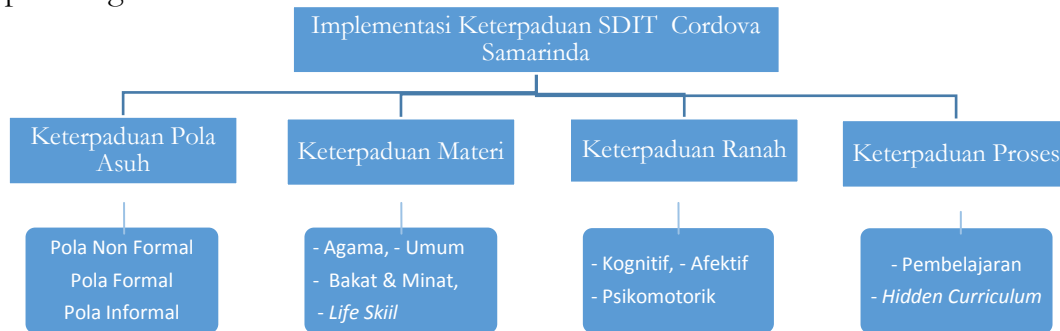 Implementasi Keterpaduan SDIT Cordova
Samarinda
Keterpaduan Pola
Asuh
Keterpaduan Materi
Keterpaduan Ranah
Keterpaduan Proses
Pola Non Formal
Pola Formal
Pola Informal
- Agama, - Umum
- Bakat & Minat,
- Life Skiil
- Kognitif, - Afektif
- Psikomotorik
- Pembelajaran
- Hidden Curriculum